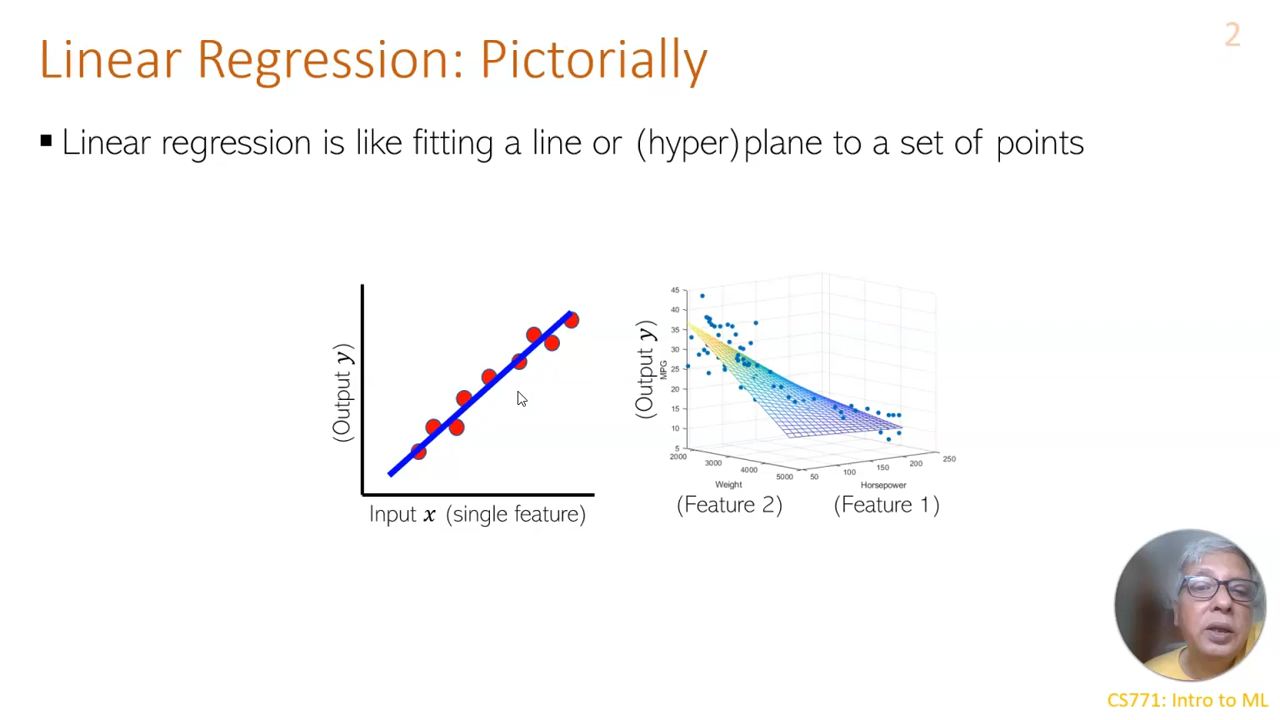 2
Linear Regression: Pictorially
▪ Linear regression is like fitting a line or (hyper)plane to a set of points
(Output y)
Input x (single feature)
(Output y)
MPG
45
40
35
30
25
20
15
10
5
2000
3000
4000
5000
50
100
150
200
250
Weight
Horsepower
(Feature 2)
(Feature 1)
CS771: Intro to ML